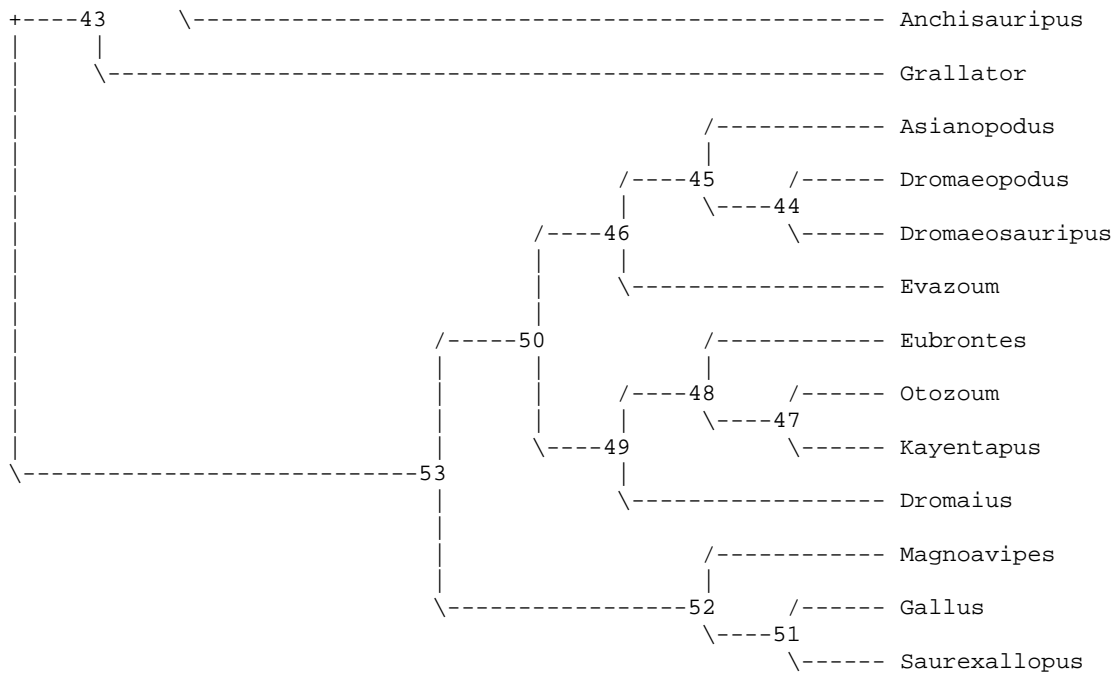 43 Anchisauripus
Grallator
Asianopodus
45 Dromaeopodus
44
46 Dromaeosauripus
Evazoum
50 Eubrontes
48 Otozoum
47
49 Kayentapus
53
Dromaius
Magnoavipes
52 Gallus
51
Saurexallopus